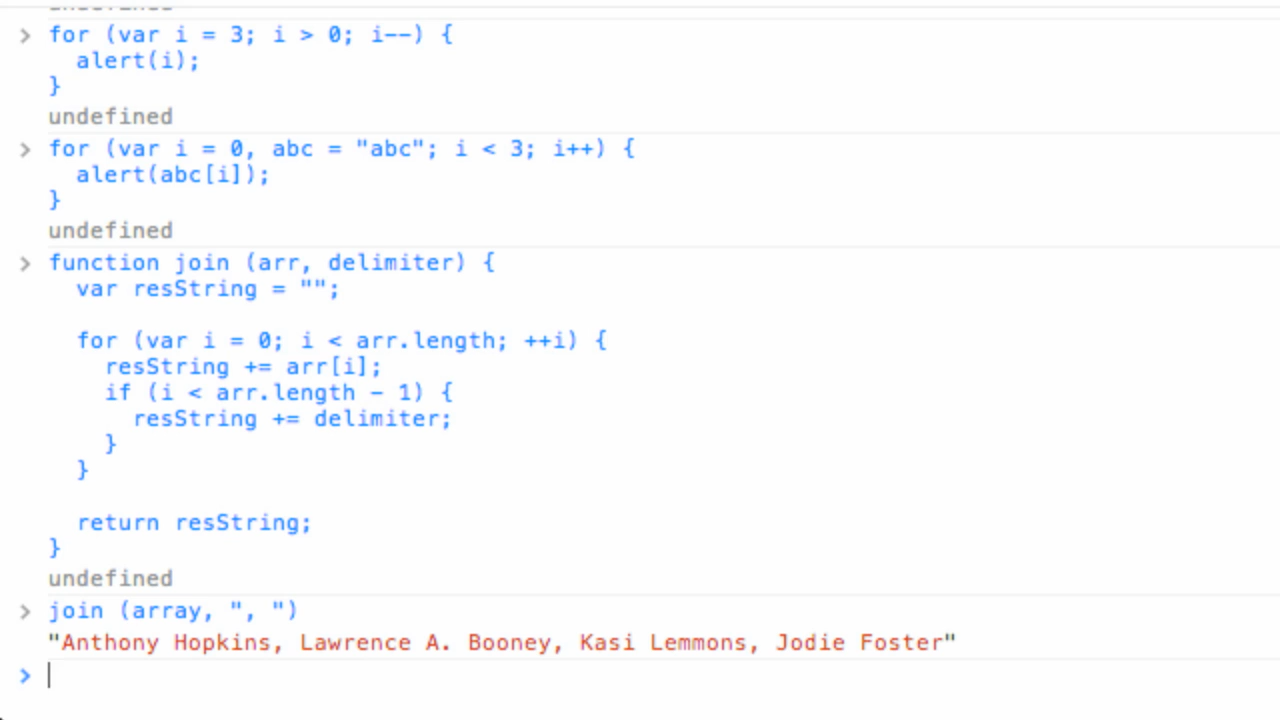 > for (var i = 3; i > 0; i--) {
alert(i);
}
undefined
> for (var i = 0, abc = "abc"; i < 3; i++) {
alert(abc[i]);
}
undefined
> function join (arr, delimiter) {
var resString = "";
for (var i = 0; i < arr.length; ++i) {
resString += arr[i];
if (i < arr.length - 1) {
resString += delimiter;
}
}
return resString;
}
undefined
> join (array, ", ")
"Anthony Hopkins, Lawrence A. Booney, Kasi Lemmons, Jodie Foster"
>